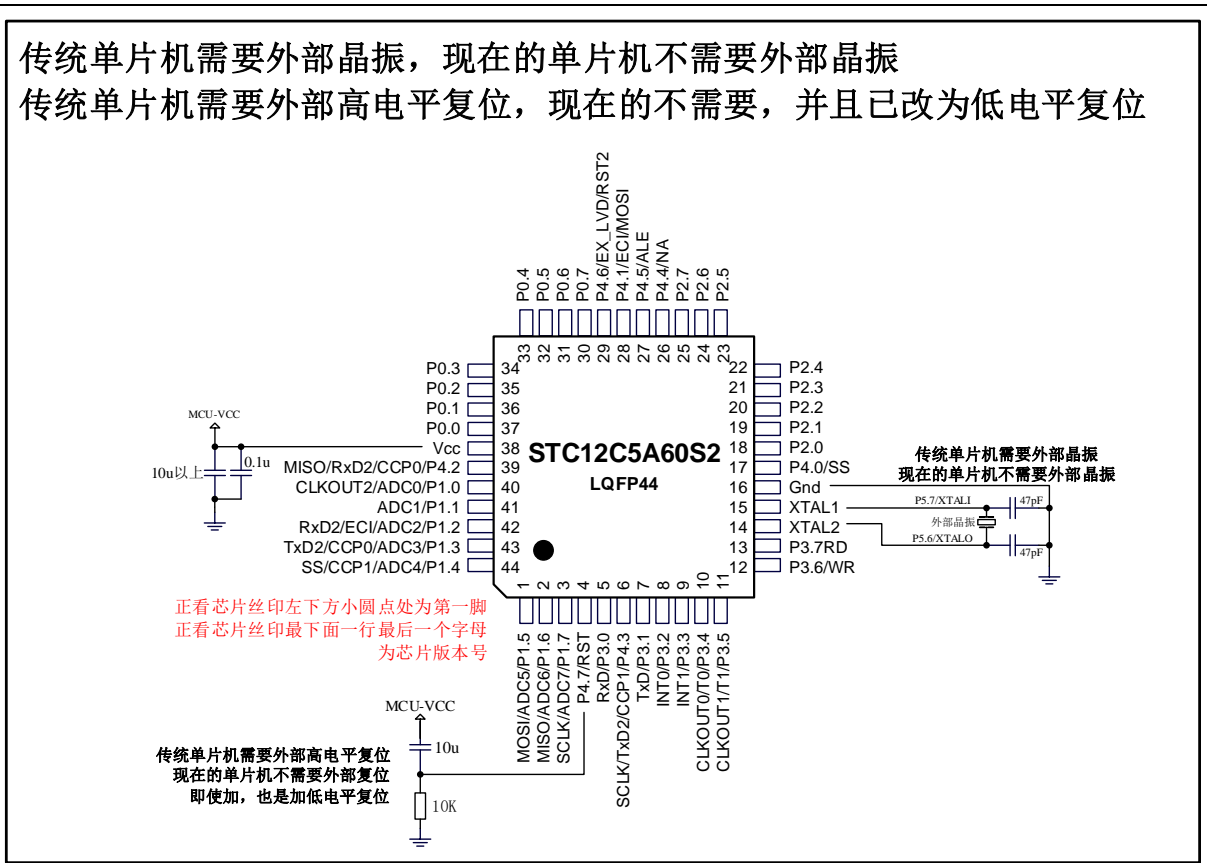 传统单片机需要外部晶振，现在的单片机不需要外部晶振
传统单片机需要外部高电平复位，现在的不需要，并且已改为低电平复位
P0.4
P0.5
P0.6
P0.7
P4.6/EX_LVD/RST2
P4.1/ECI/MOSI
P4.5/ALE
P4.4/NA
P2.7
P2.6
P2.5
33
32
31
30
29
28
27
26
25
24
23
P0.3 34
P0.2 35
P0.1 36
P0.0 37
Vcc 38
MISO/RxD2/CCP0/P4.2 39
CLKOUT2/ADC0/P1.0 40
ADC1/P1.1 41
RxD2/ECI/ADC2/P1.2 42
TxD2/CCP0/ADC3/P1.3 43
SS/CCP1/ADC4/P1.4 44
MCU-VCC
10u以上
0.1u
STC12C5A60S2
LQFP44
22 P2.4
21 P2.3
20 P2.2
19 P2.1
18 P2.0
17 P4.0/SS
16 Gnd
15 XTAL1
14 XTAL2
13 P3.7RD
12 P3.6/WR
传统单片机需要外部晶振
现在的单片机不需要外部晶振
P5.7/XTALI
47pF
外部晶振
P5.6/XTALO
47pF
1
2
3
4
5
6
7
8
9
10
11
MOSI/ADC5/P1.5
MISO/ADC6/P1.6
SCLK/ADC7/P1.7
P4.7/RST
RxD/P3.0
SCLK/TxD2/CCP1/P4.3
TxD/P3.1
INT0/P3.2
INT1/P3.3
CLKOUT0/T0/P3.4
CLKOUT1/T1/P3.5
正看芯片丝印左下方小圆点处为第一脚
正看芯片丝印最下面一行最后一个字母
为芯片版本号
MCU-VCC
10u
传统单片机需要外部高电平复位
现在的单片机不需要外部复位
即使加，也是加低电平复位
10K